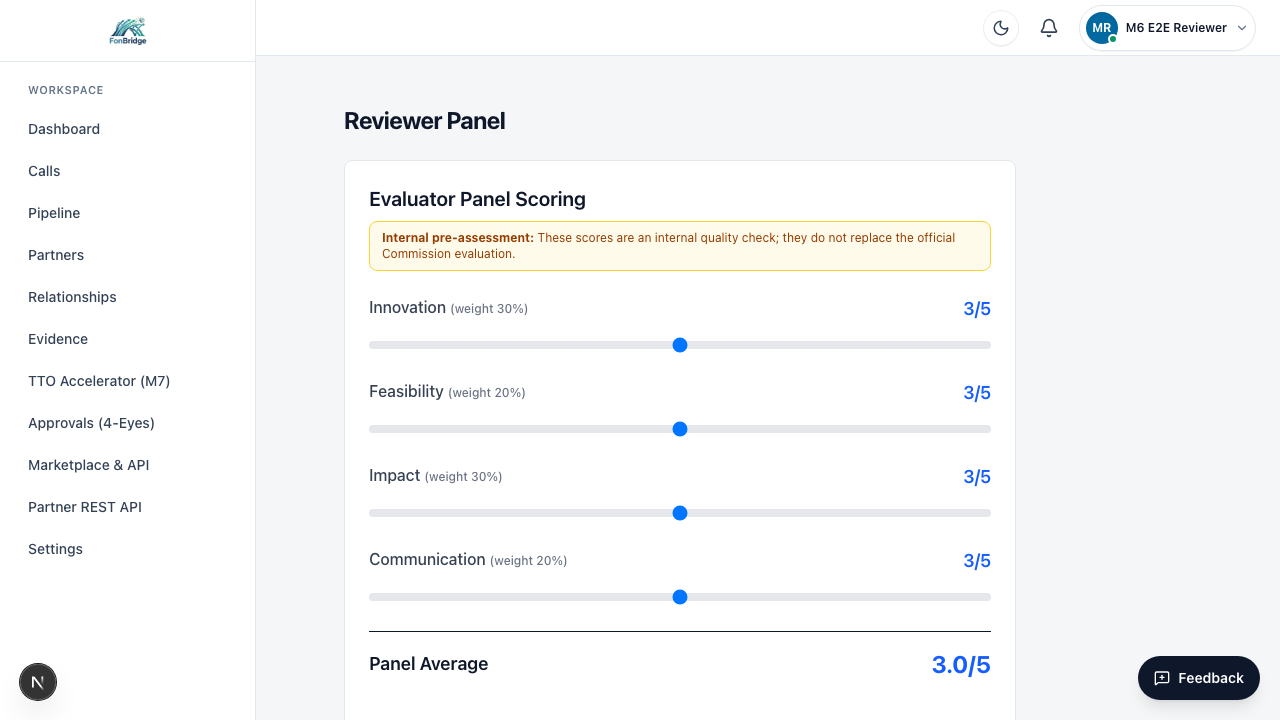 FonBridge
MR
M6 E2E Reviewer
WORKSPACE
Dashboard
Calls
Pipeline
Partners
Relationships
Evidence
TTO Accelerator (M7)
Approvals (4-Eyes)
Marketplace & API
Partner REST API
Settings
N
Reviewer Panel
Evaluator Panel Scoring
Internal pre-assessment: These scores are an internal quality check; they do not replace the official
Commission evaluation.
Innovation (weight 30%) 3/5
Feasibility (weight 20%) 3/5
Impact (weight 30%) 3/5
Communication (weight 20%) 3/5
Panel Average 3.0/5
Feedback